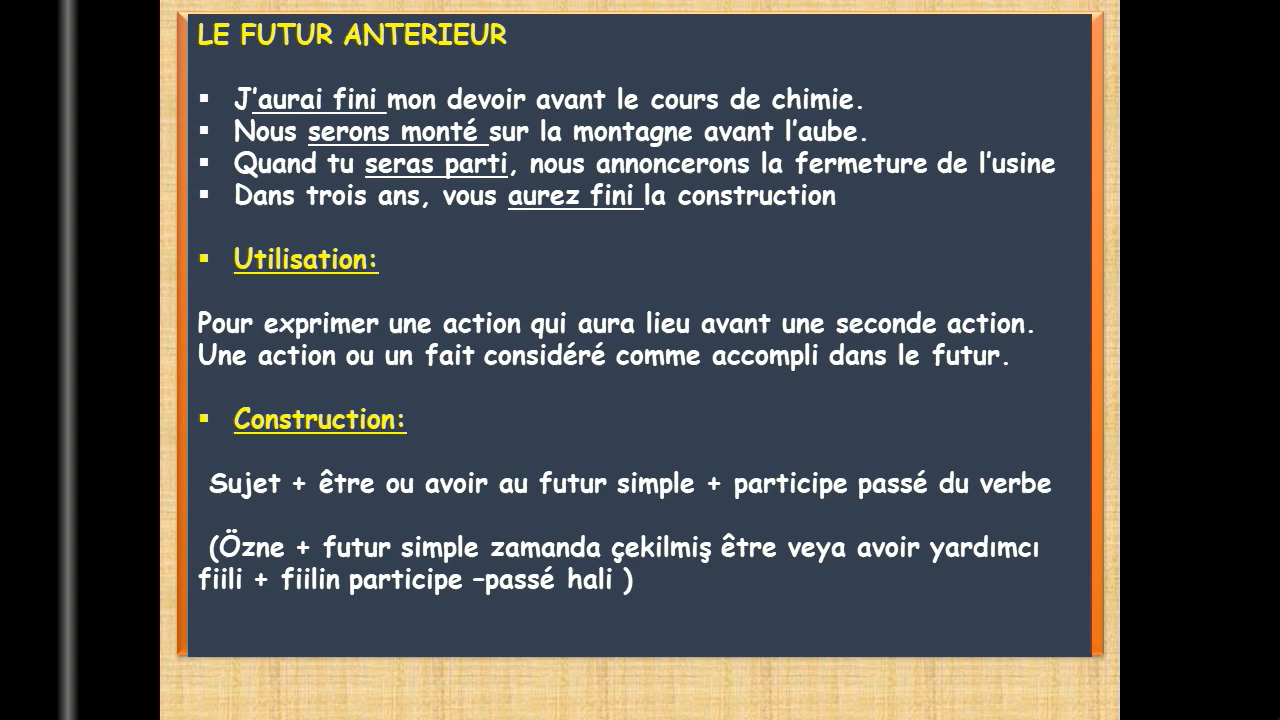 LE FUTUR ANTERIEUR
▪ J'aurai fini mon devoir avant le cours de chimie.
▪ Nous serons monté sur la montagne avant l'aube.
▪ Quand tu seras parti, nous annoncerons la fermeture de l'usine
▪ Dans trois ans, vous aurez fini la construction
▪ Utilisation:
Pour exprimer une action qui aura lieu avant une seconde action.
Une action ou un fait considéré comme accompli dans le futur.
▪ Construction:
Sujet + être ou avoir au futur simple + participe passé du verbe
(Özne + futur simple zamanda çekilmiş être veya avoir yardımcı
fiili + fiilin participe –passé hali )